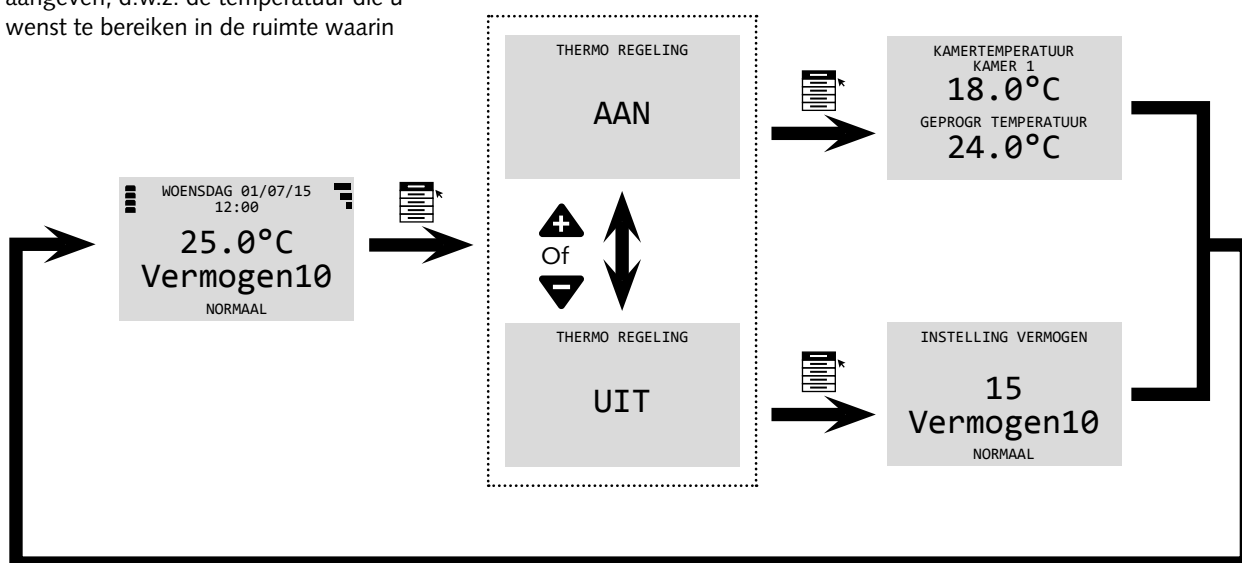 aangeven, d.w.z. de temperatuur die u
wenst te bereiken in de ruimte waarin
WOENSDAG 01/07/15
12:00
25.0°C
Vermogen10
NORMAAL
THERMO REGELING
AAN
Of
THERMO REGELING
UIT
KAMERTEMPERATUUR
KAMER 1
18.0°C
GEPROGR TEMPERATUUR
24.0°C
INSTELLING VERMOGEN
15
Vermogen10
NORMAAL